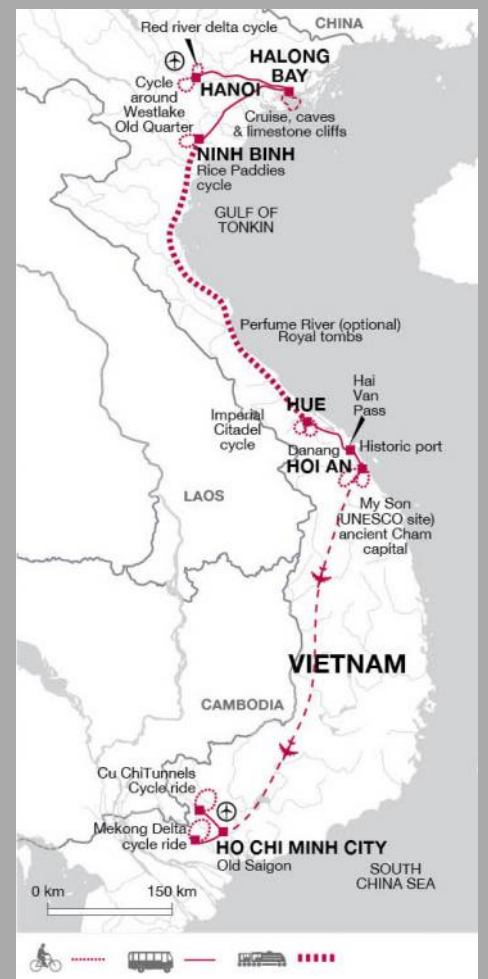 CHINA
Red river delta cycle
HALONG
BAY
HANOI
Cycle
around
Westlake
Old Quarter
Cruise, caves
& limestone cliffs
NINH BINH
Rice Paddies
cycle
GULF OF
TONKIN
Perfume River (optional)
Royal tombs
Hai
Van
Pass
HUE
Imperial
Citadel
cycle
Danang
Historic port
HOI AN
LAOS
My Son
(UNESCO site)
ancient Cham
capital
VIETNAM
CAMBODIA
Cu ChiTunnels
Cycle ride
Mekong Delta
cycle ride
HO CHI MINH CITY
Old Saigon
SOUTH
CHINA SEA
0 km 150 km